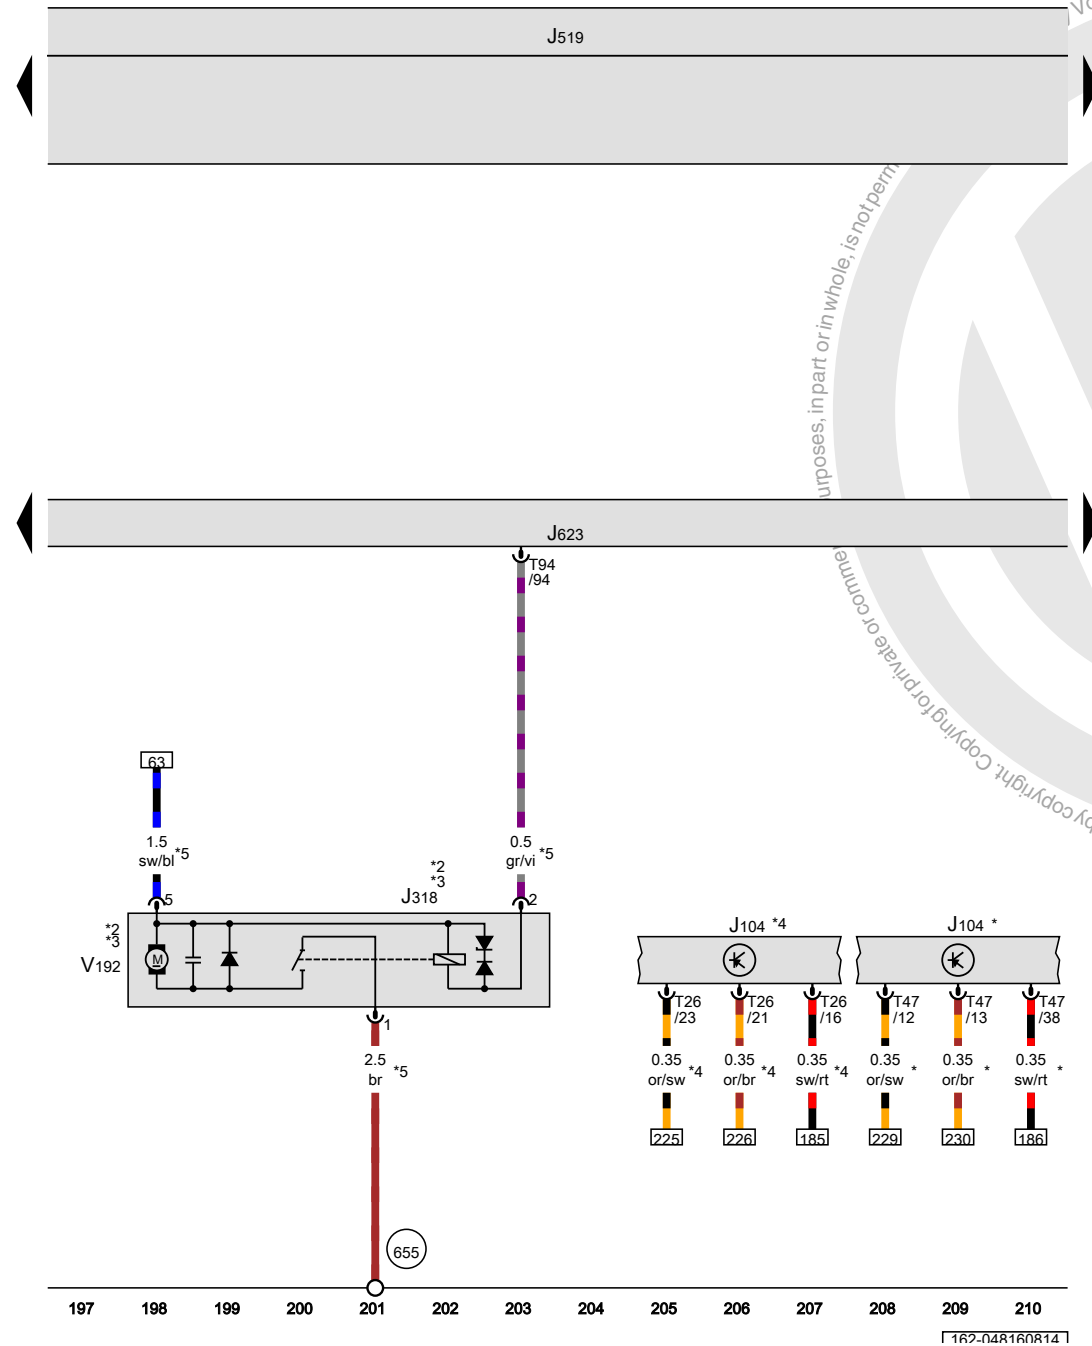 J519
J623
T94
/94
63
1.5
sw/bl *5
0.5
gr/vi *5
*2
*3
J318
5
2
*2
*3
V192
M
1
2.5
br *5
J104 *4
J104 *
T26
/23
T26
/21
T26
/16
T47
/12
T47
/13
T47
/38
0.35
or/sw *4
0.35
or/br *4
0.35
sw/rt *4
0.35
or/sw *
0.35
or/br *
0.35
sw/rt *
225
226
185
229
230
186
655
197 198 199 200 201 202 203 204 205 206 207 208 209 210
162-048160814
urposes, in part or in whole, is not perm
by copyright. Copying for private or comme